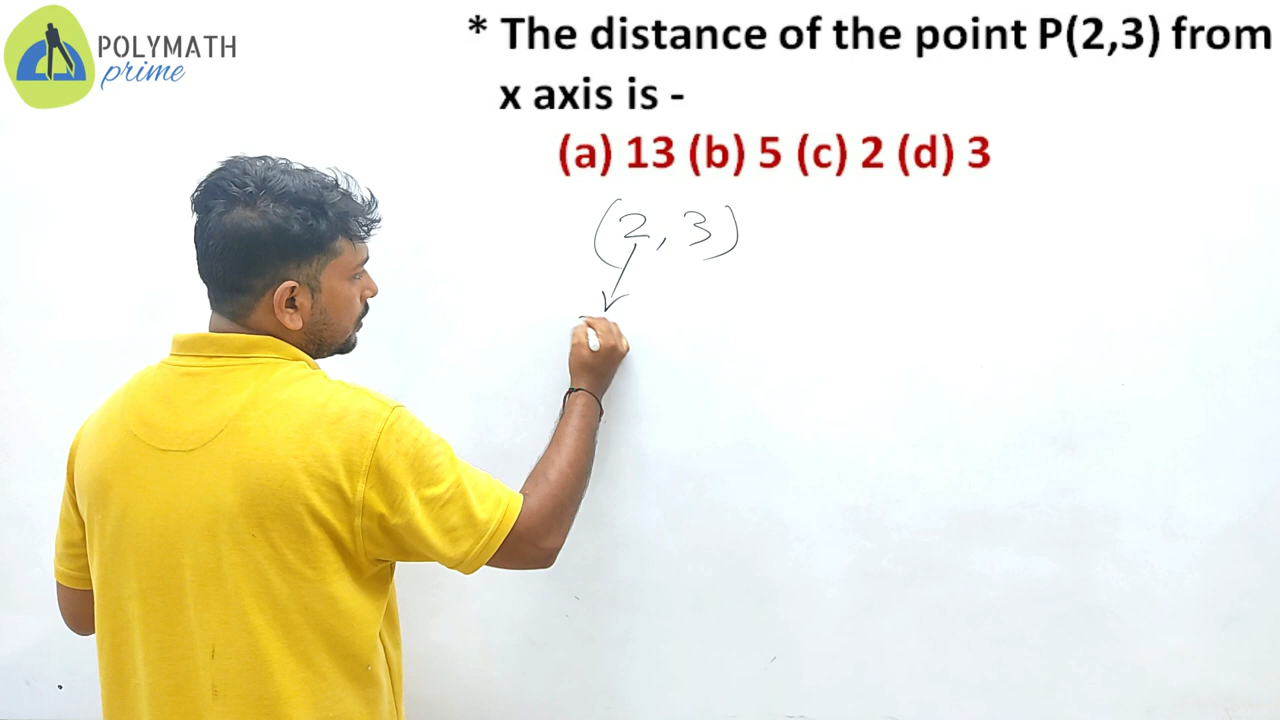 POLYMATH
prime
* The distance of the point P(2,3) from
x axis is -
(a) 13 (b) 5 (c) 2 (d) 3
(2, 3)